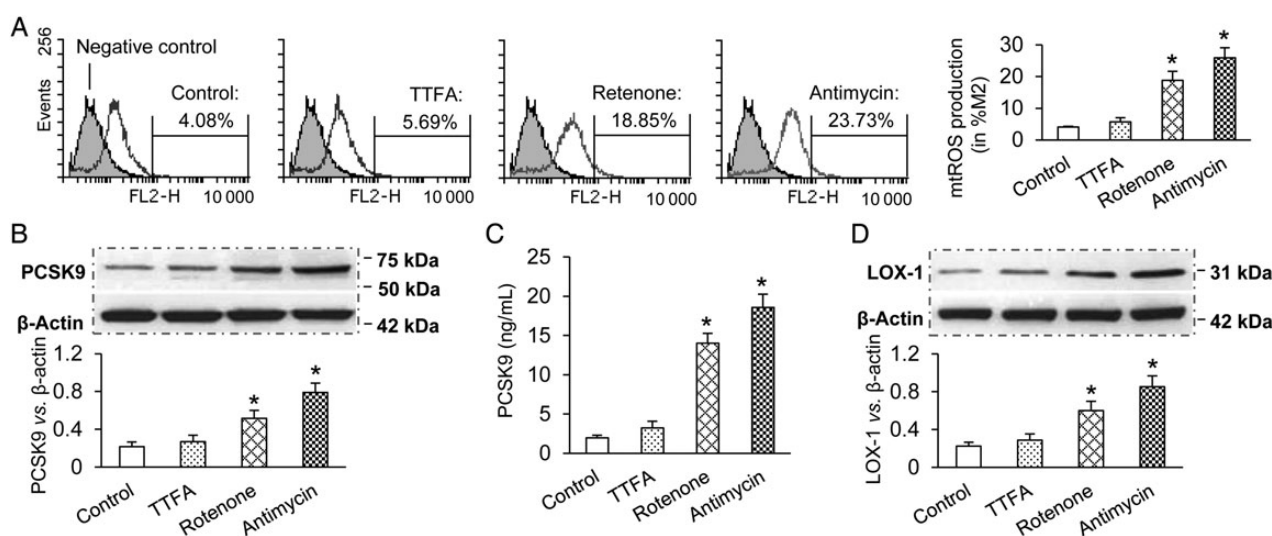 A
256
Events
Negative control
Control:
4.08%
FL2-H
10 000
TTFA:
5.69%
FL2-H
10 000
Retenone:
18.85%
FL2-H
10 000
Antimycin:
23.73%
FL2-H
10 000
mtROS production
(in %M2)
30
20
10
0
*
*
Control
TTFA
Rotenone
Antimycin
B
PCSK9
75 kDa
50 kDa
β-Actin
42 kDa
PCSK9 vs. β-actin
1.2
0.8
0.4
0
*
*
Control
TTFA
Rotenone
Antimycin
C
PCSK9 (ng/mL)
25
20
15
10
5
0
*
*
Control
TTFA
Rotenone
Antimycin
D
LOX-1
31 kDa
β-Actin
42 kDa
LOX-1 vs. β-actin
1.2
0.8
0.4
0
*
*
Control
TTFA
Rotenone
Antimycin